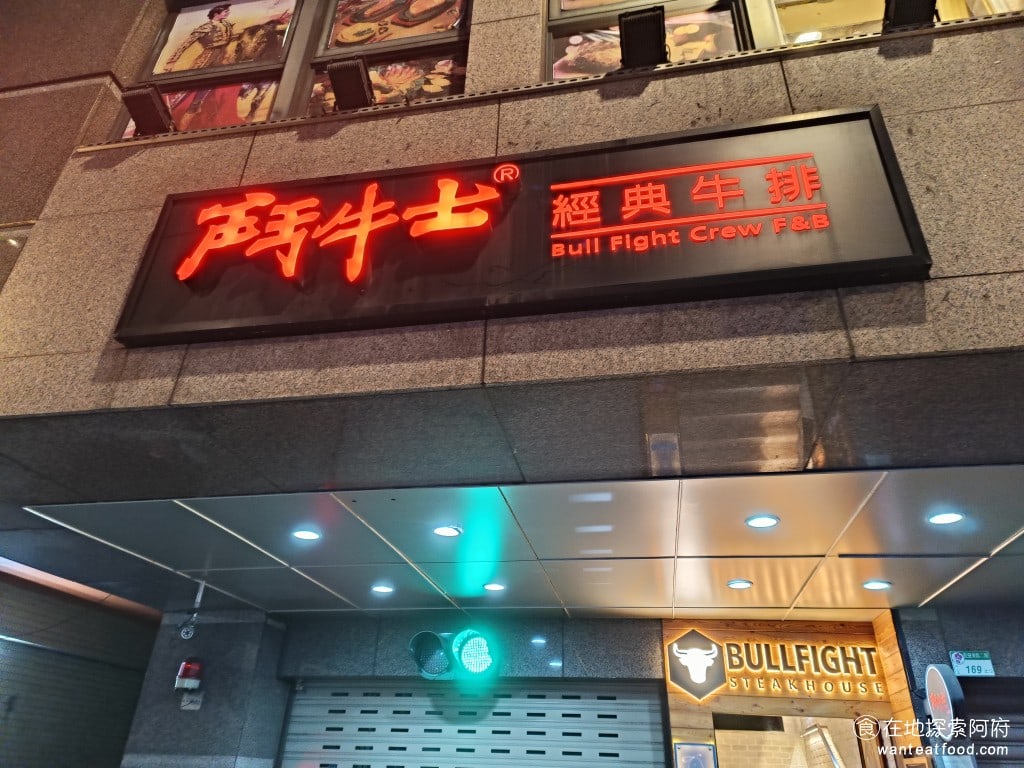 鬥牛士®
經典牛排
Bull Fight Crew F&B
BULLFIGHT
STEAKHOUSE
169
食在地探索阿府
wanteatfood.com